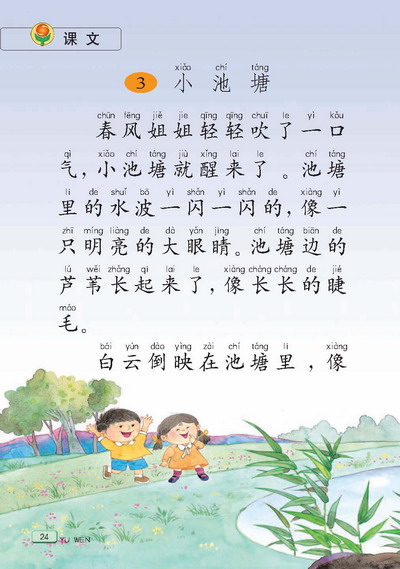 课文
xiǎo chí táng
3 小池塘
chūn fēng jiě jie qīng qīng chuī le yì kǒu
春风姐姐轻轻吹了一口
qì xiǎo chí táng jiù xǐng lai le chí táng
气，小池塘就醒来了。池塘
li de shuǐ bō yì shǎn yì shǎn de xiàng yì
里的水波一闪一闪的，像一
zhī míng liàng de dà yǎn jing chí táng biān de
只明亮的大眼睛。池塘边的
lú wěi zhǎng qi lai le xiàng cháng cháng de jié
芦苇长起来了，像长长的睫
máo
毛。
bái yún dào yìng zài chí táng li xiàng
白云倒映在池塘里，像
24 YU WEN